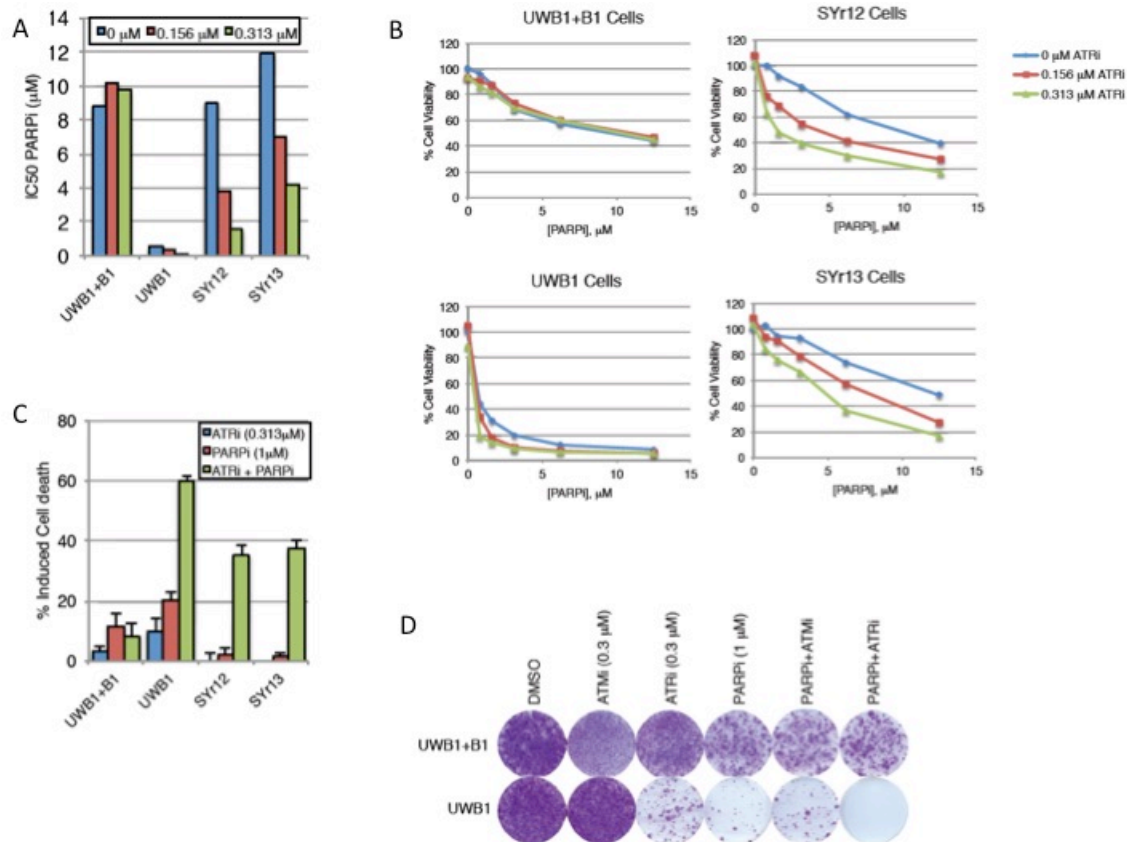 A
14
12
10
8
6
4
2
0
IC50 PARPi (µM)
0 µM 0.156 µM 0.313 µM
UWB1+B1
UWB1
SYr12
SYr13
B
UWB1+B1 Cells
120
100
80
60
40
20
0
% Cell Viability
0 5 10 15
[PARPi], µM
SYr12 Cells
120
100
80
60
40
20
0
% Cell Viability
0 5 10 15
[PARPi], µM
0 µM ATRi
0.156 µM ATRi
0.313 µM ATRi
UWB1 Cells
120
100
80
60
40
20
0
% Cell Viability
0 5 10 15
[PARPi], µM
SYr13 Cells
120
100
80
60
40
20
0
% Cell Viability
0 5 10 15
[PARPi], µM
C
80
60
40
20
0
% Induced Cell death
ATRi (0.313µM)
PARPi (1µM)
ATRi + PARPi
UWB1+B1
UWB1
SYr12
SYr13
D
DMSO
ATMi (0.3 µM)
ATRi (0.3 µM)
PARPi (1 µM)
PARPi+ATMi
PARPi+ATRi
UWB1+B1
UWB1